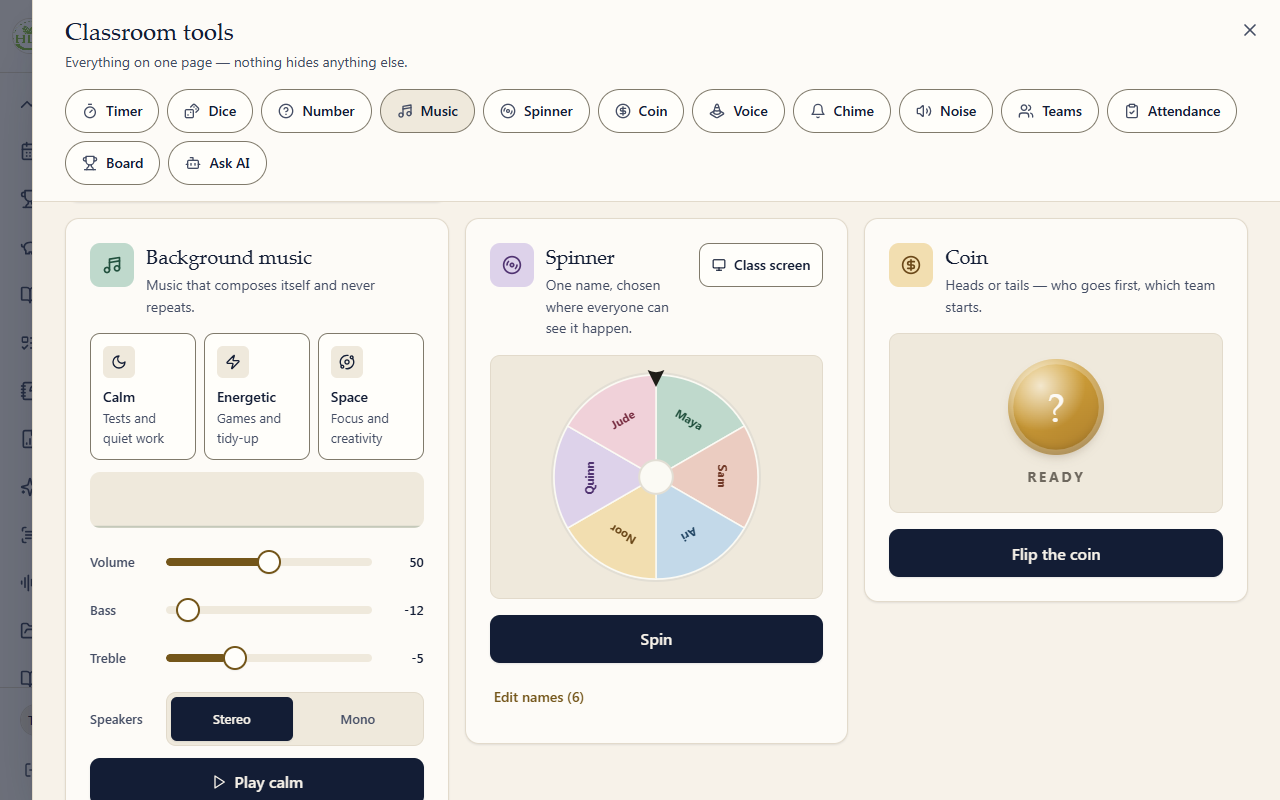 Classroom tools
Everything on one page — nothing hides anything else.
Timer
Dice
Number
Music
Spinner
Coin
Voice
Chime
Noise
Teams
Attendance
Board
Ask AI
Background music
Music that composes itself and never
repeats.
Calm
Tests and
quiet work
Energetic
Games and
tidy-up
Space
Focus and
creativity
Volume
50
Bass
-12
Treble
-5
Speakers
Stereo
Mono
Play calm
Spinner
One name, chosen
where everyone can
see it happen.
Class screen
Maya
Sam
Ari
Noor
Quinn
Jude
Spin
Edit names (6)
Coin
Heads or tails — who goes first, which team
starts.
?
READY
Flip the coin